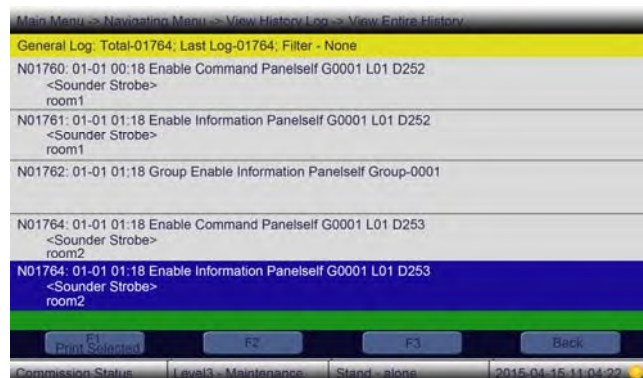 Main Menu -> Navigating Menu -> View History Log -> View Entire History
General Log: Total-01764; Last Log-01764; Filter - None
N01760: 01-01 00:18 Enable Command Panelself G0001 L01 D252
<Sounder Strobe>
room1
N01761: 01-01 01:18 Enable Information Panelself G0001 L01 D252
<Sounder Strobe>
room1
N01762: 01-01 01:18 Group Enable Information Panelself Group-0001
N01764: 01-01 01:18 Enable Command Panelself G0001 L01 D253
<Sounder Strobe>
room2
N01764: 01-01 01:18 Enable Information Panelself G0001 L01 D253
<Sounder Strobe>
room2
F1
Print Selected
F2
F3
Back
Commission Status
Level3 - Maintenance
Stand - alone
2015-04-15 11:04:22